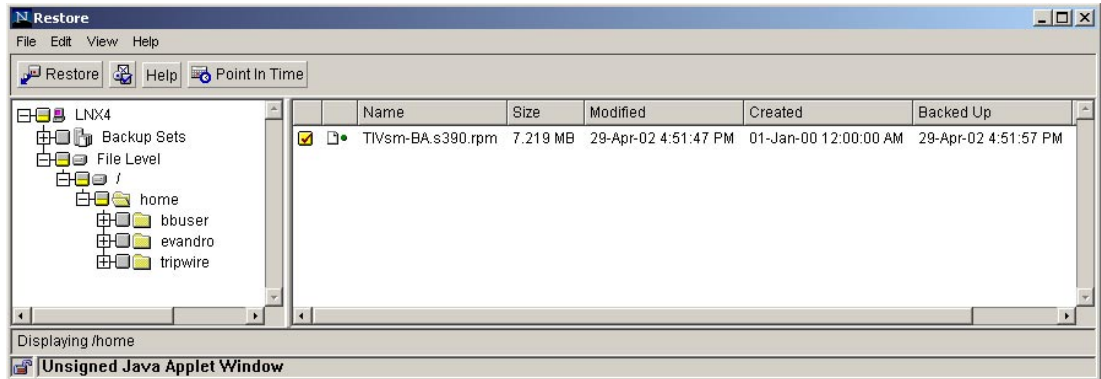 Restore
File Edit View Help
Restore Help Point In Time
LNX4
Backup Sets
File Level
/
home
bbuser
evandro
tripwire
Name Size Modified Created Backed Up
TIVsm-BA.s390.rpm 7.219 MB 29-Apr-02 4:51:47 PM 01-Jan-00 12:00:00 AM 29-Apr-02 4:51:57 PM
Displaying /home
Unsigned Java Applet Window